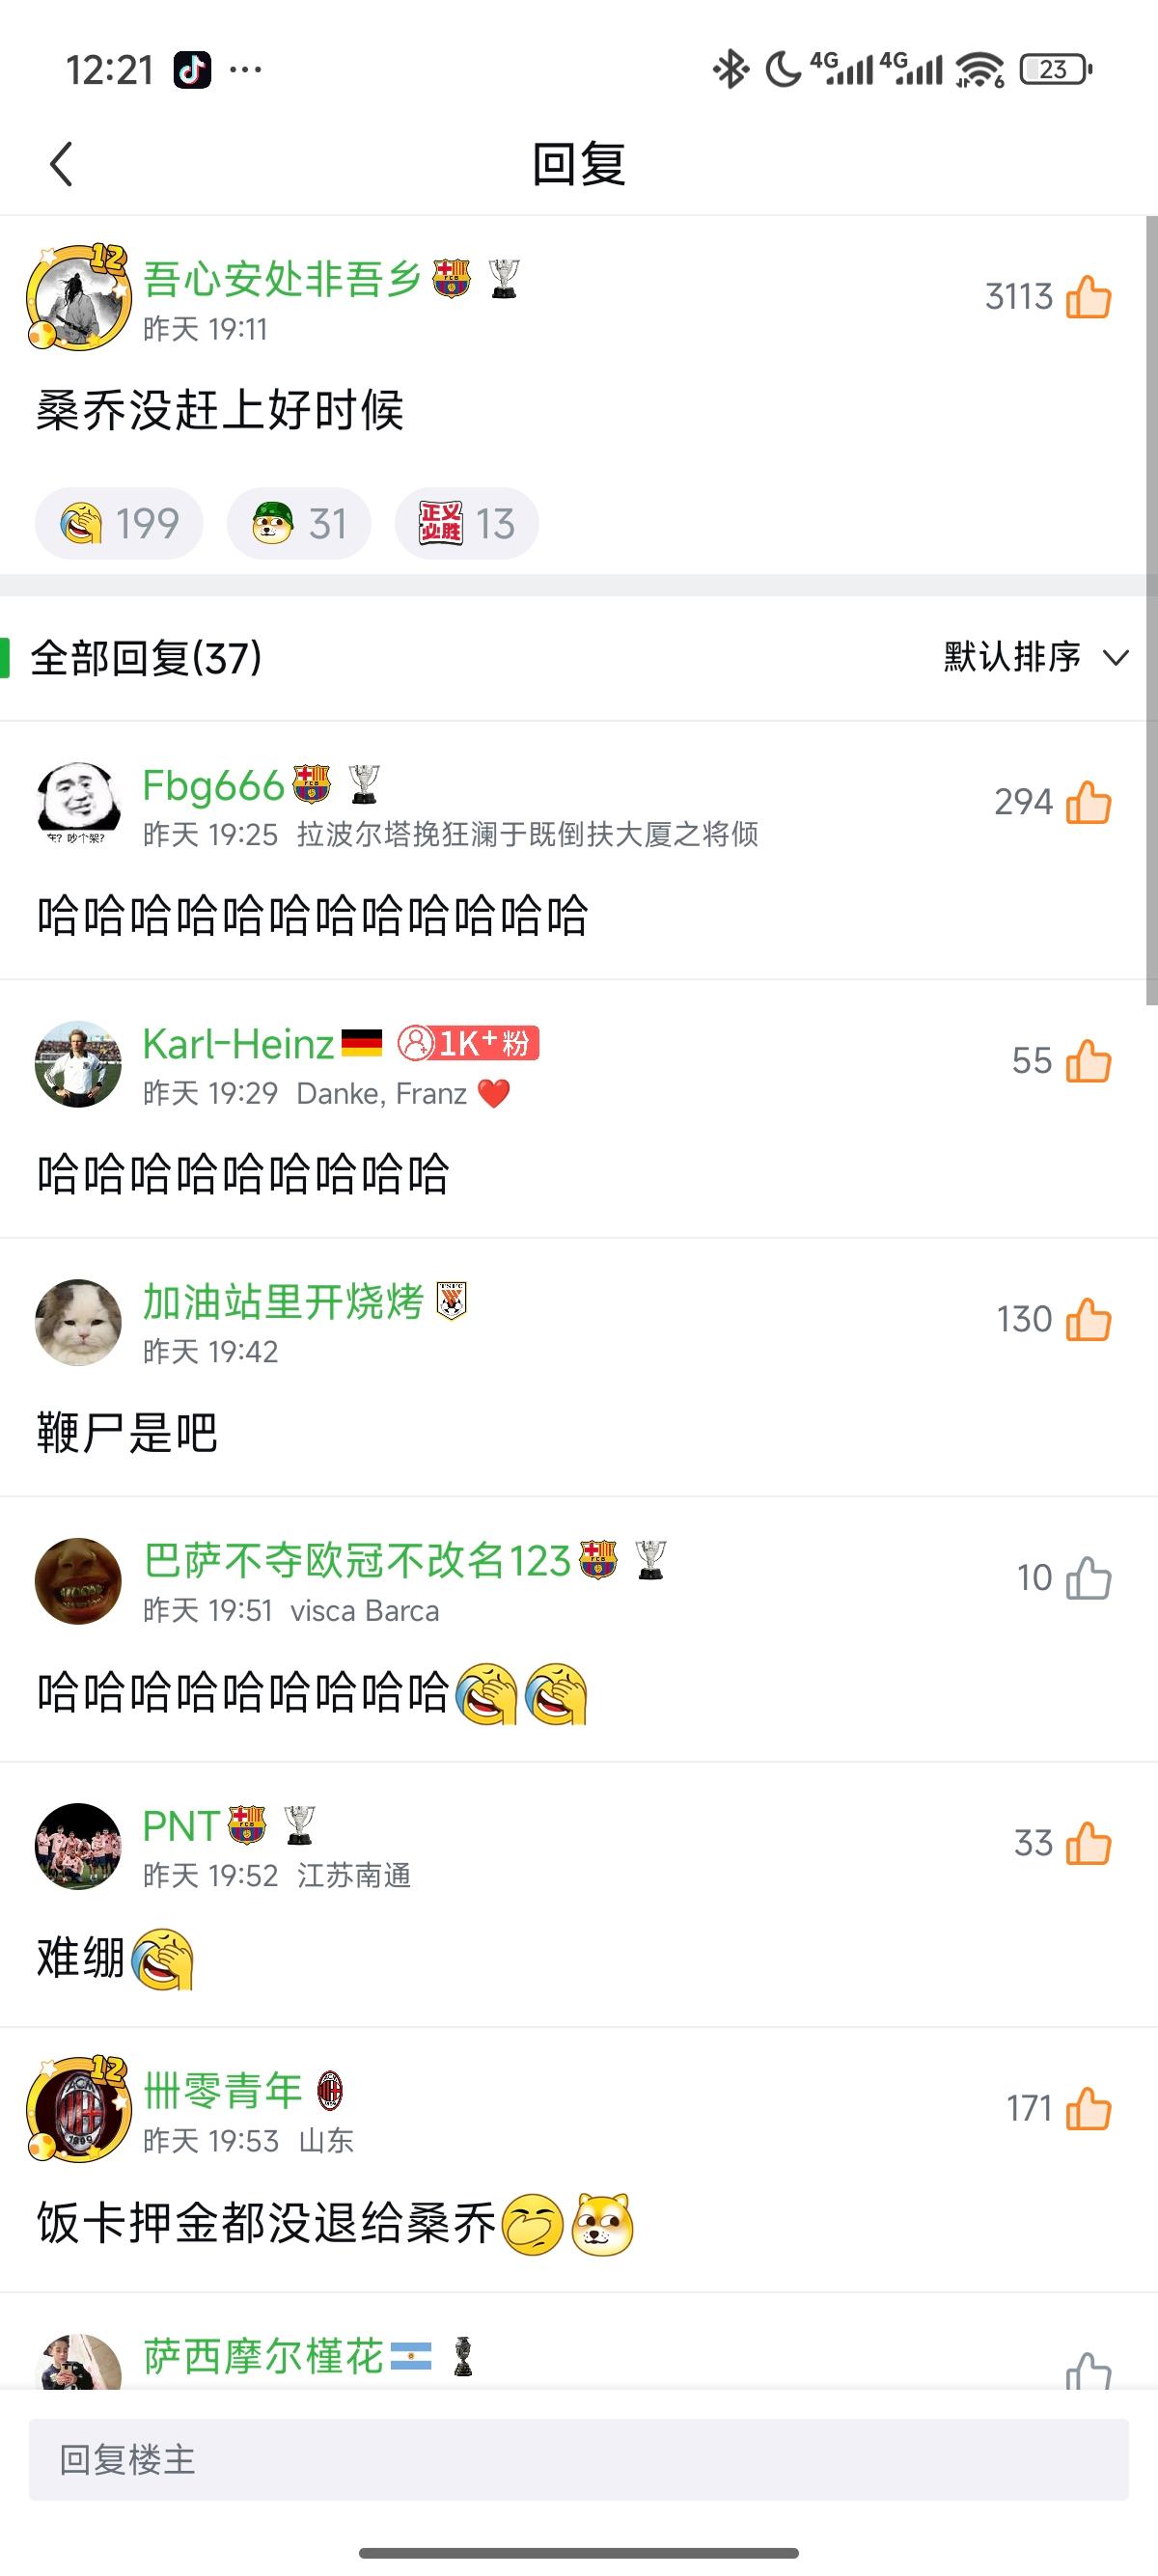 12:21
4G 4G 6 23
回复
12
吾心安处非吾乡
3113
昨天 19:11
桑乔没赶上好时候
199 31 正义必胜 13
全部回复(37)
默认排序
Fbg666
294
昨天 19:25 拉波尔塔挽狂澜于既倒扶大厦之将倾
哈哈哈哈哈哈哈哈哈哈哈哈
Karl-Heinz 1K+粉
55
昨天 19:29 Danke, Franz
哈哈哈哈哈哈哈哈哈
加油站里开烧烤
130
昨天 19:42
鞭尸是吧
巴萨不夺欧冠不改名123
10
昨天 19:51 visca Barca
哈哈哈哈哈哈哈哈哈
PNT
33
昨天 19:52 江苏南通
难绷
12
卌零青年
171
昨天 19:53 山东
饭卡押金都没退给桑乔
萨西摩尔槿花
回复楼主